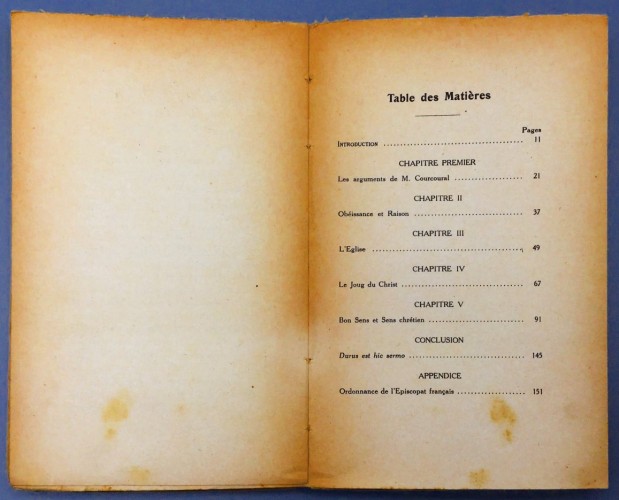 Table des Matières
Pages
INTRODUCTION ........................................ 11
CHAPITRE PREMIER
Les arguments de M. Courcoural ........................... 21
CHAPITRE II
Obéissance et Raison ............................... 37
CHAPITRE III
L'Eglise ........................................... 49
CHAPITRE IV
Le Joug du Christ ................................... 67
CHAPITRE V
Bon Sens et Sens chrétien ........................... 91
CONCLUSION
Durus est hic sermo ................................ 145
APPENDICE
Ordonnance de l'Episcopat français .................... 151